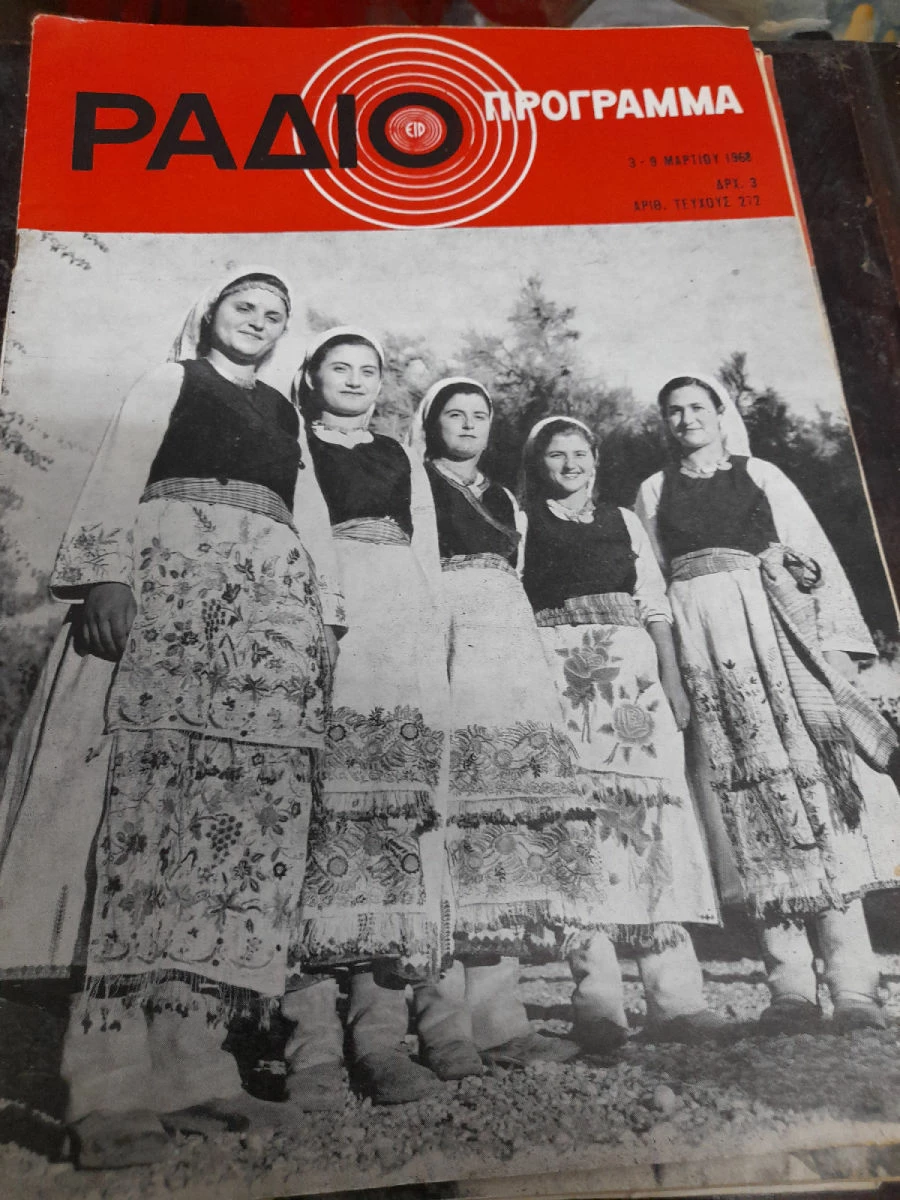 ΡΑΔΙΟ
ΕΙΡ
ΠΡΟΓΡΑΜΜΑ
3 - 9 ΜΑΡΤΙΟΥ 1968
ΔΡΧ. 3
ΑΡΙΘ. ΤΕΥΧΟΥΣ 272